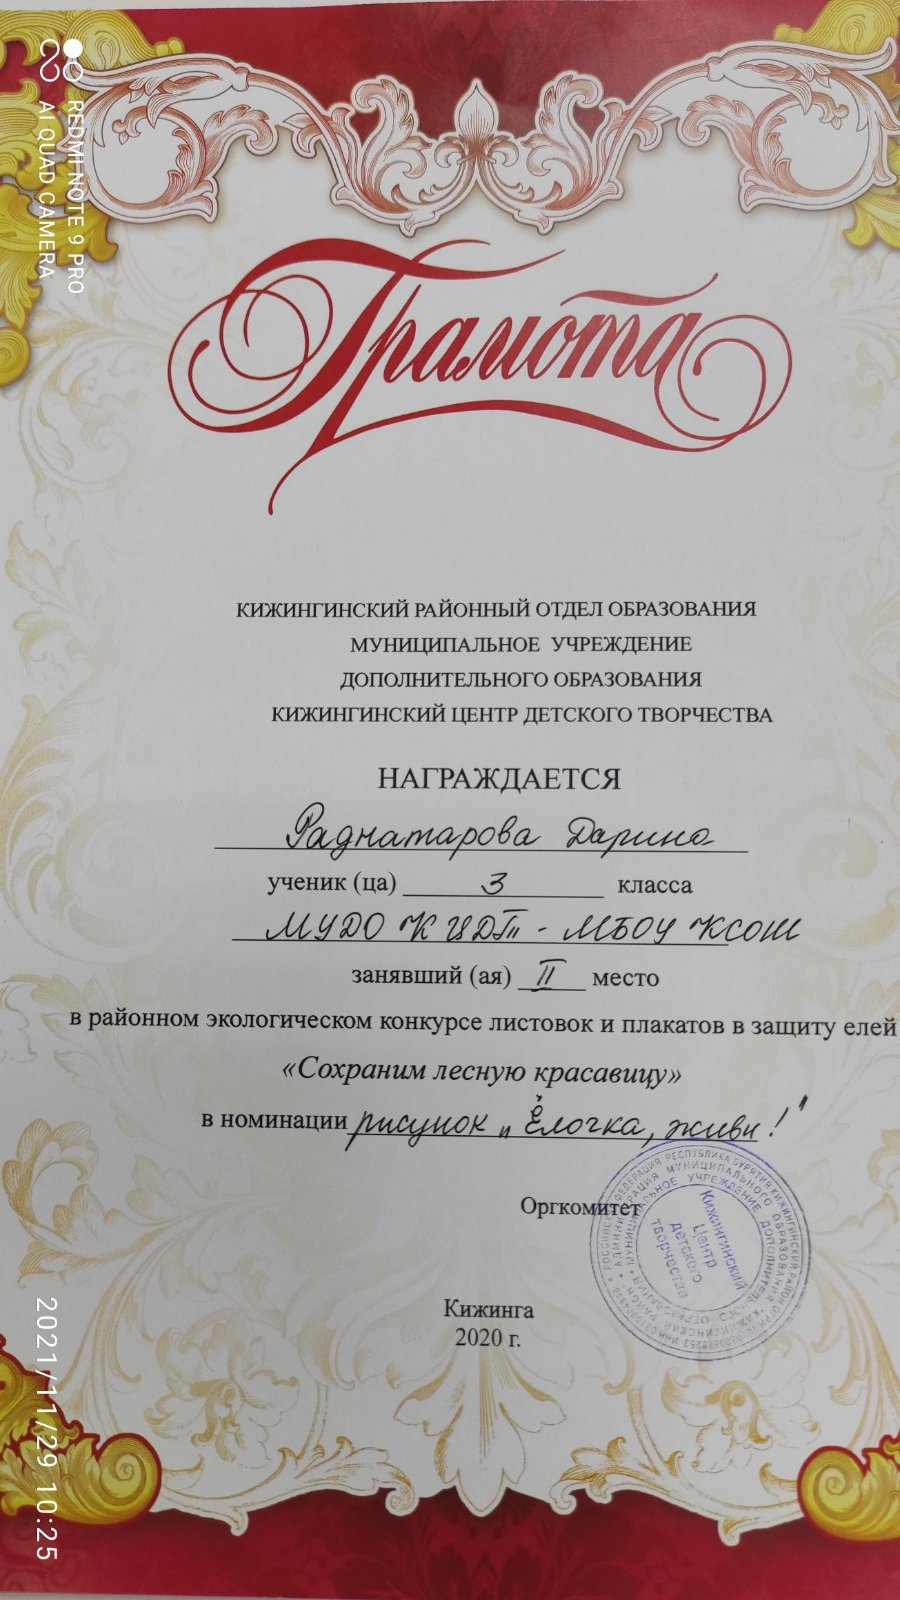 Грамота
КИЖИНГИНСКИЙ РАЙОННЫЙ ОТДЕЛ ОБРАЗОВАНИЯ
МУНИЦИПАЛЬНОЕ УЧРЕЖДЕНИЕ
ДОПОЛНИТЕЛЬНОГО ОБРАЗОВАНИЯ
КИЖИНГИНСКИЙ ЦЕНТР ДЕТСКОГО ТВОРЧЕСТВА
НАГРАЖДАЕТСЯ
Раднатарова Дарина
ученик (ца) 3 класса
МУДО КЦДТ - МБОУ КСОШ
занявший (ая) II место
в районном экологическом конкурсе листовок и плакатов в защиту елей
«Сохраним лесную красавицу»
в номинации рисунок „Ёлочка, живи!"
Оргкомитет
Кижингинский
Центр
детского
творчества
Кижинга
2020 г.
REDMI NOTE 9 PRO
AI QUAD CAMERA
2021/11/29 10:25